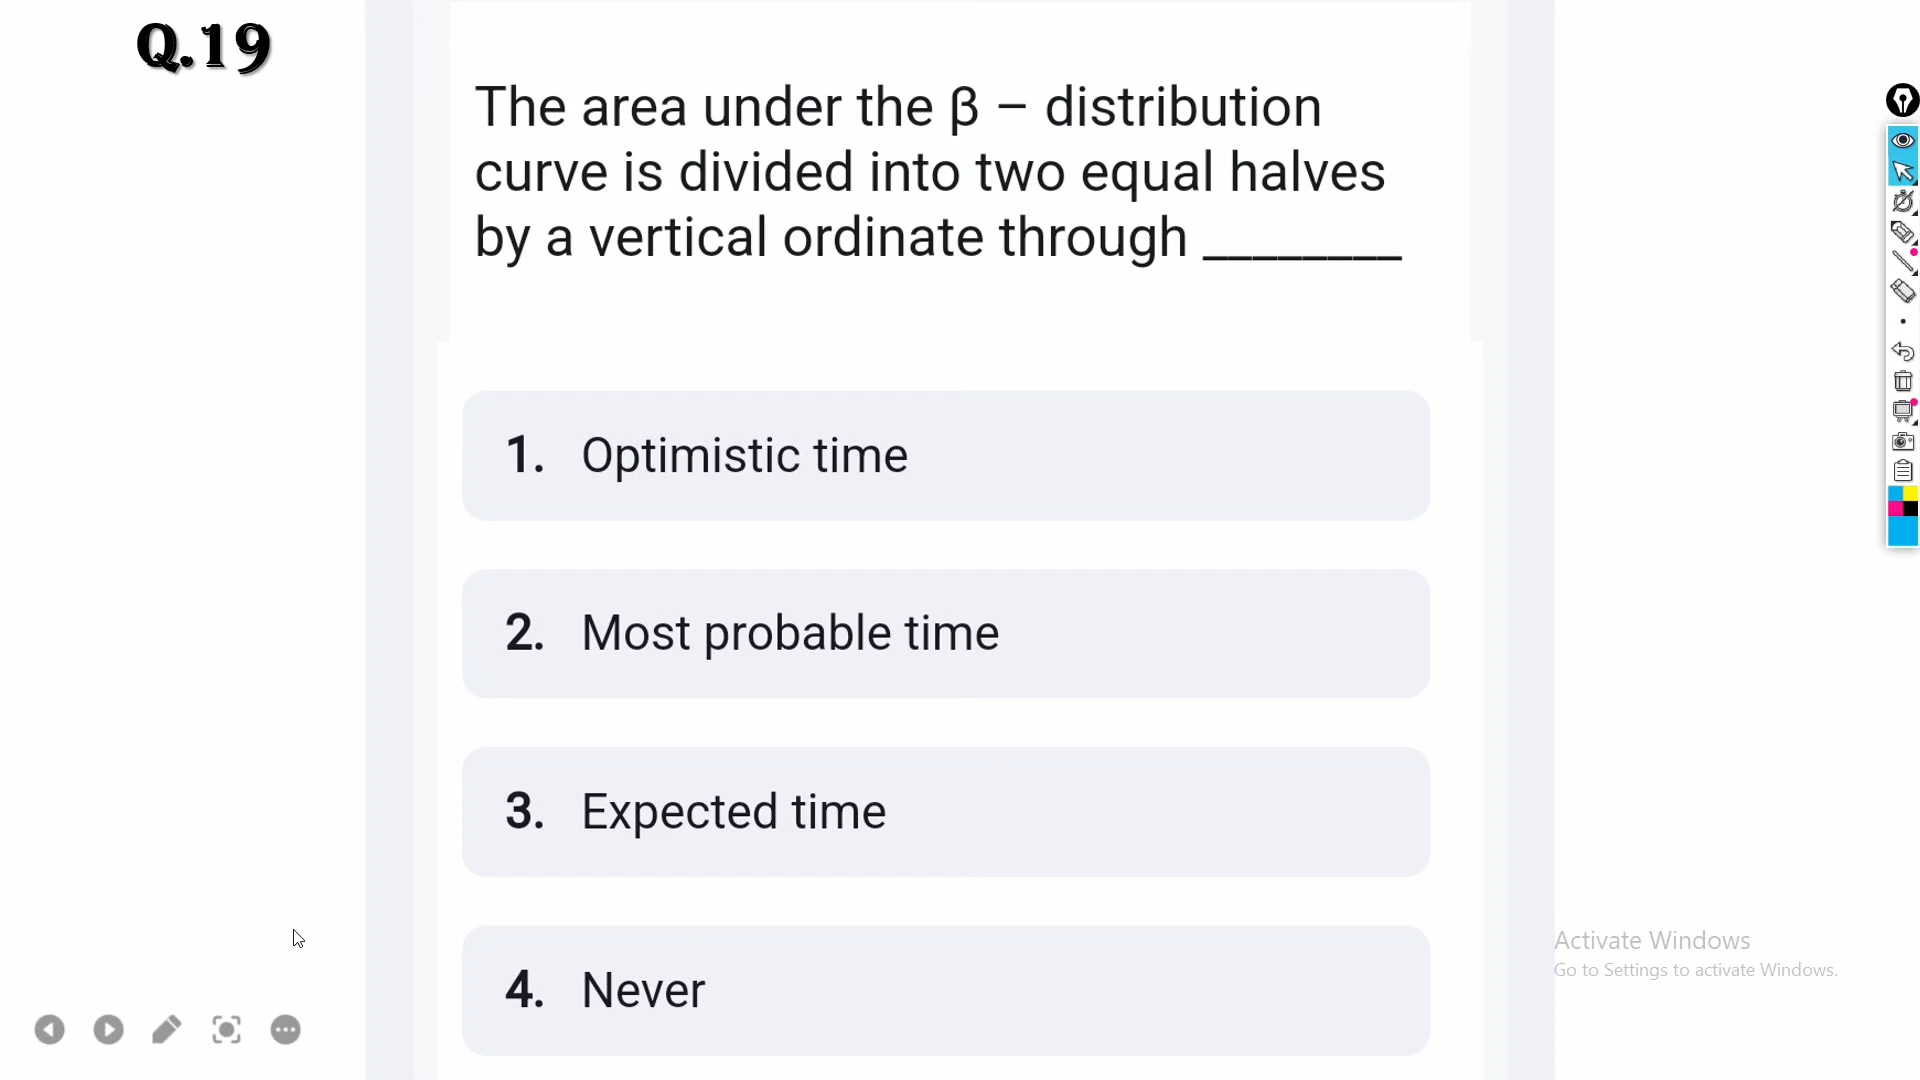 Q.19
The area under the β – distribution
curve is divided into two equal halves
by a vertical ordinate through ________
1. Optimistic time
2. Most probable time
3. Expected time
4. Never
Activate Windows
Go to Settings to activate Windows.